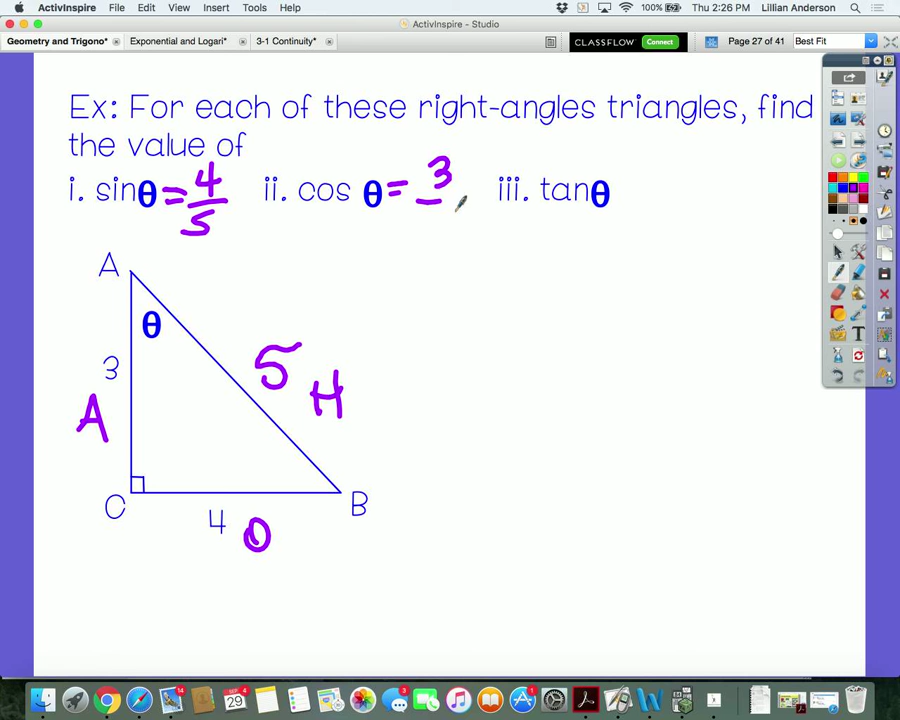 ActivInspire File Edit View Insert Tools Help 100% Thu 2:26 PM Lillian Anderson
ActivInspire - Studio
Geometry and Trigono* Exponential and Logari* 3-1 Continuity* CLASSFLOW Connect Page 27 of 41 Best Fit
Ex: For each of these right-angles triangles, find
the value of
i. sinθ = 4/5 ii. cos θ = 3 iii. tanθ
A
θ
3
5
H
A
C
B
4
O